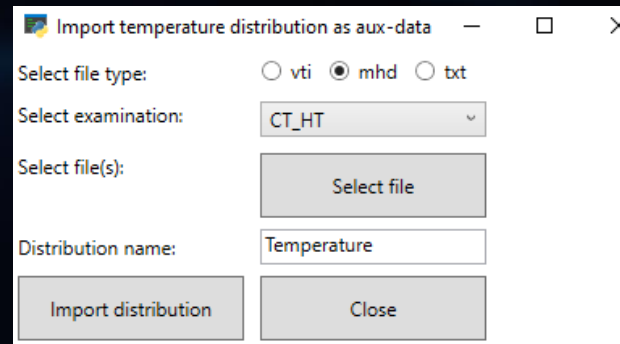 Import temperature distribution as aux-data
Select file type: vti mhd txt
Select examination: CT_HT
Select file(s): Select file
Distribution name: Temperature
Import distribution Close